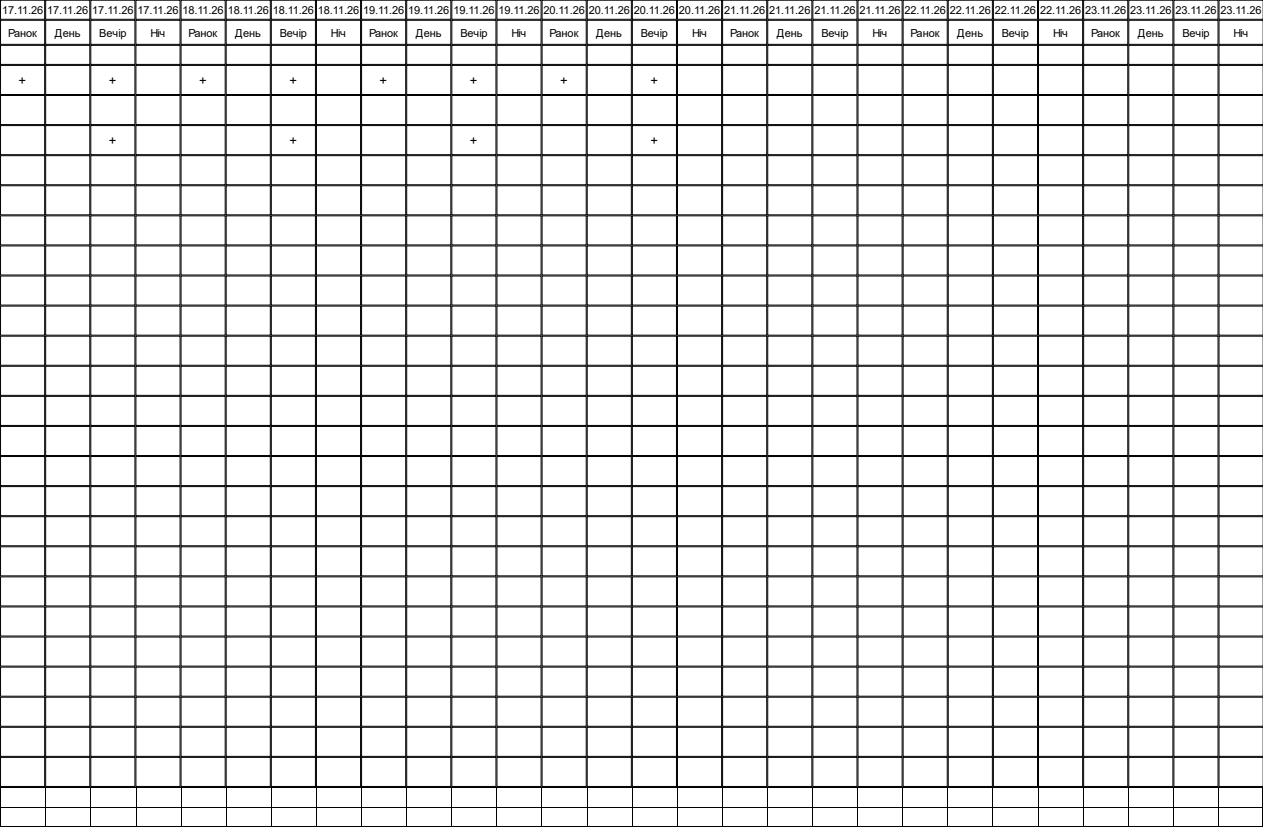 17.11.26 17.11.26 17.11.26 17.11.26 18.11.26 18.11.26 18.11.26 18.11.26 19.11.26 19.11.26 19.11.26 19.11.26 20.11.26 20.11.26 20.11.26 20.11.26 21.11.26 21.11.26 21.11.26 21.11.26 22.11.26 22.11.26 22.11.26 22.11.26 23.11.26 23.11.26 23.11.26 23.11.26
Ранок День Вечір Ніч Ранок День Вечір Ніч Ранок День Вечір Ніч Ранок День Вечір Ніч Ранок День Вечір Ніч Ранок День Вечір Ніч Ранок День Вечір Ніч
+ + + + + + + +
+ + + +